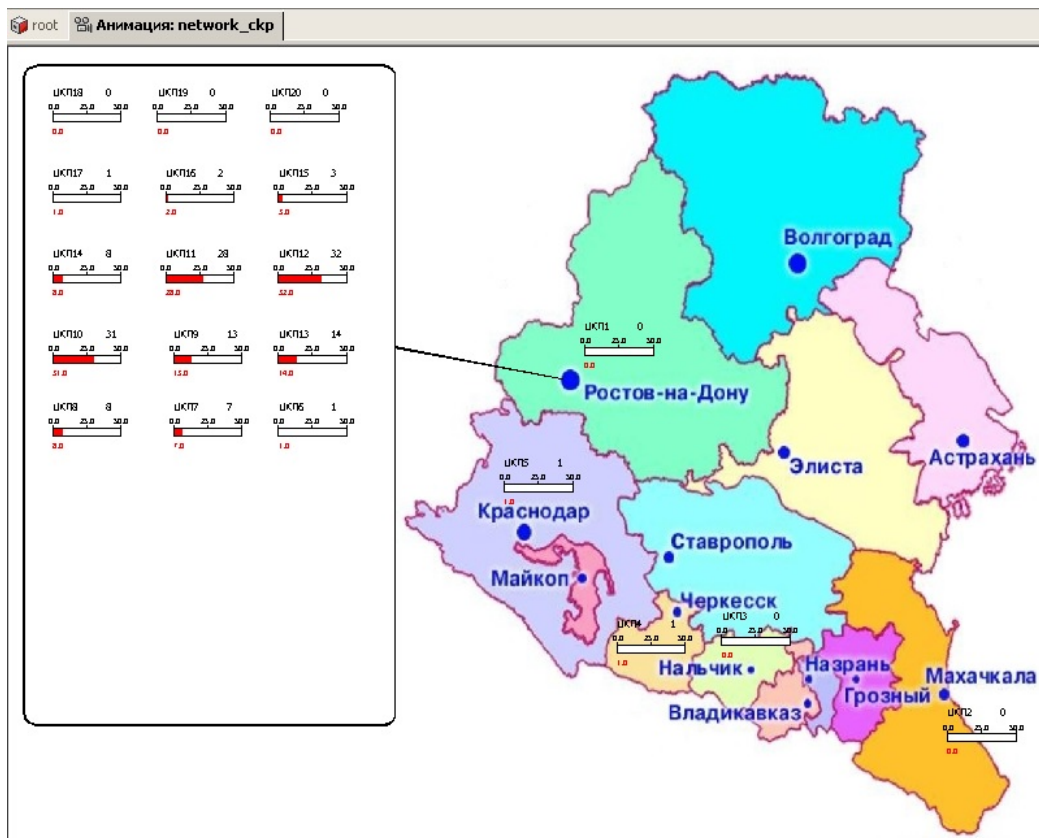 root Анимация: network_ckp
ЦКП18 0 ЦКП19 0 ЦКП20 0
0.0 25.0 50.0 0.0 25.0 50.0 0.0 25.0 50.0
0.0 0.0 0.0
ЦКП17 1 ЦКП16 2 ЦКП15 3
0.0 25.0 50.0 0.0 25.0 50.0 0.0 25.0 50.0
1.0 2.0 3.0
ЦКП14 8 ЦКП11 28 ЦКП12 32
0.0 25.0 50.0 0.0 25.0 50.0 0.0 25.0 50.0
8.0 28.0 32.0
ЦКП10 31 ЦКП9 13 ЦКП13 14
0.0 25.0 50.0 0.0 25.0 50.0 0.0 25.0 50.0
31.0 13.0 14.0
ЦКП8 8 ЦКП7 7 ЦКП6 1
0.0 25.0 50.0 0.0 25.0 50.0 0.0 25.0 50.0
8.0 7.0 1.0
Волгоград
ЦКП1 0
0.0 25.0 50.0
0.0
Ростов-на-Дону
Астрахань
Элиста
ЦКП5 1
0.0 25.0 50.0
1.0
Краснодар
Ставрополь
Майкоп
Черкесск
ЦКП4 1
0.0 25.0 50.0
1.0
ЦКП3 0
0.0 25.0 50.0
0.0
Нальчик
Назрань
Махачкала
Грозный
Владикавказ
ЦКП2 0
0.0 25.0 50.0
0.0